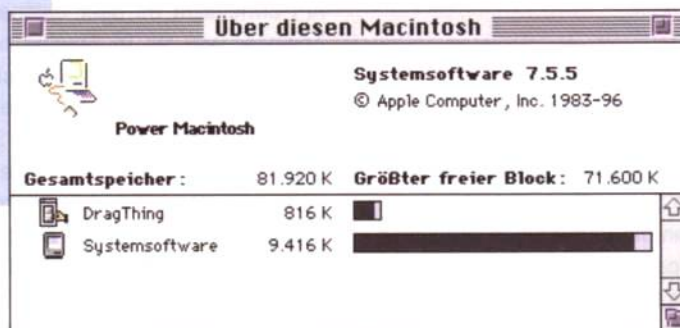 Über diesen Macintosh
Systemsoftware 7.5.5
© Apple Computer, Inc. 1983-96
Power Macintosh
Gesamtspeicher: 81.920 K Größter freier Block: 71.600 K
DragThing 816 K
Systemsoftware 9.416 K